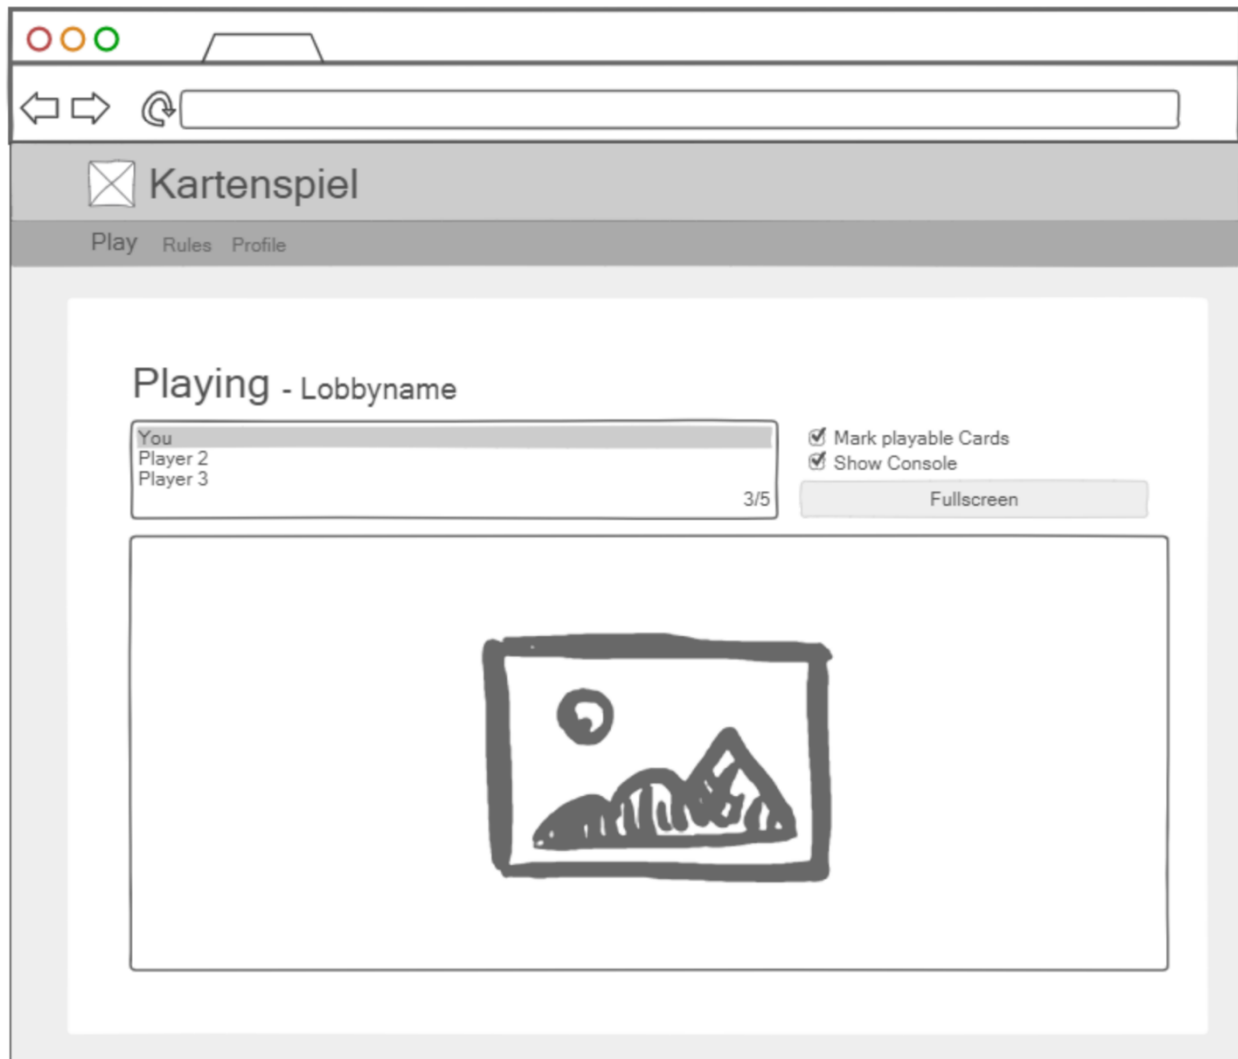 Kartenspiel
Play Rules Profile
Playing - Lobbyname
You
Player 2
Player 3
3/5
Mark playable Cards
Show Console
Fullscreen